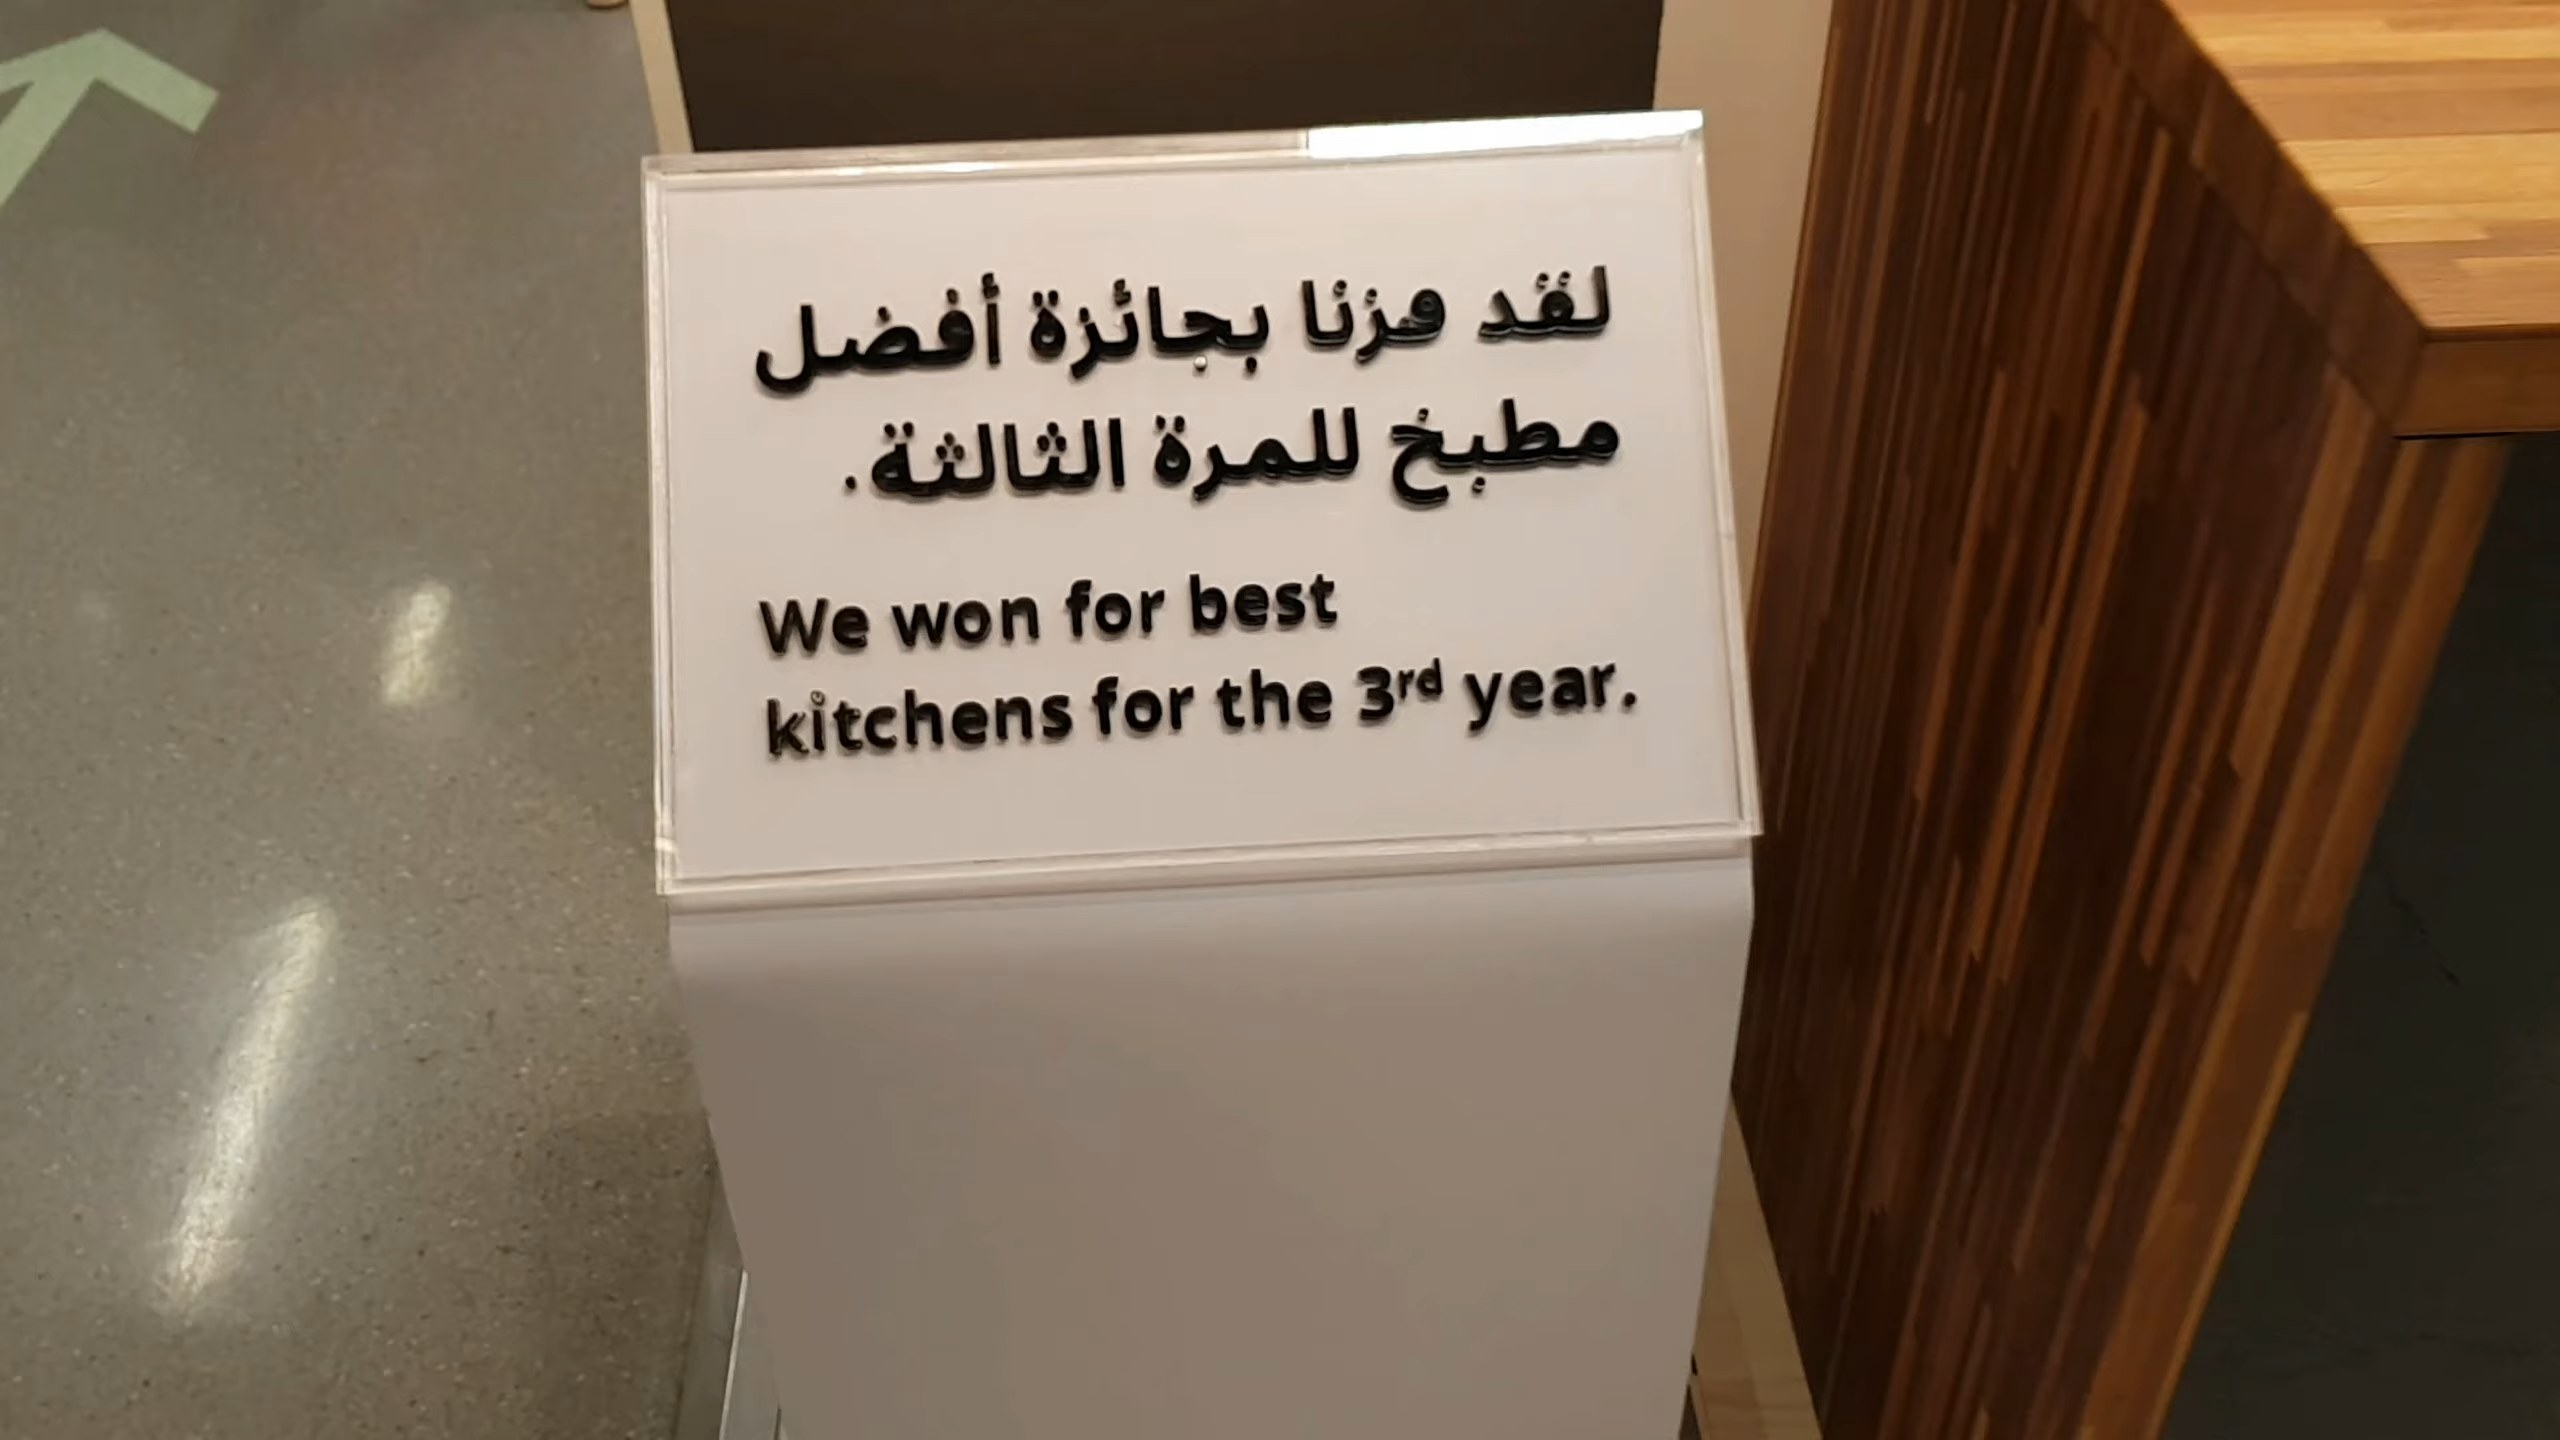 لقد فزنا بجائزة أفضل
مطبخ للمرة الثالثة.
We won for best
kitchens for the 3rd year.